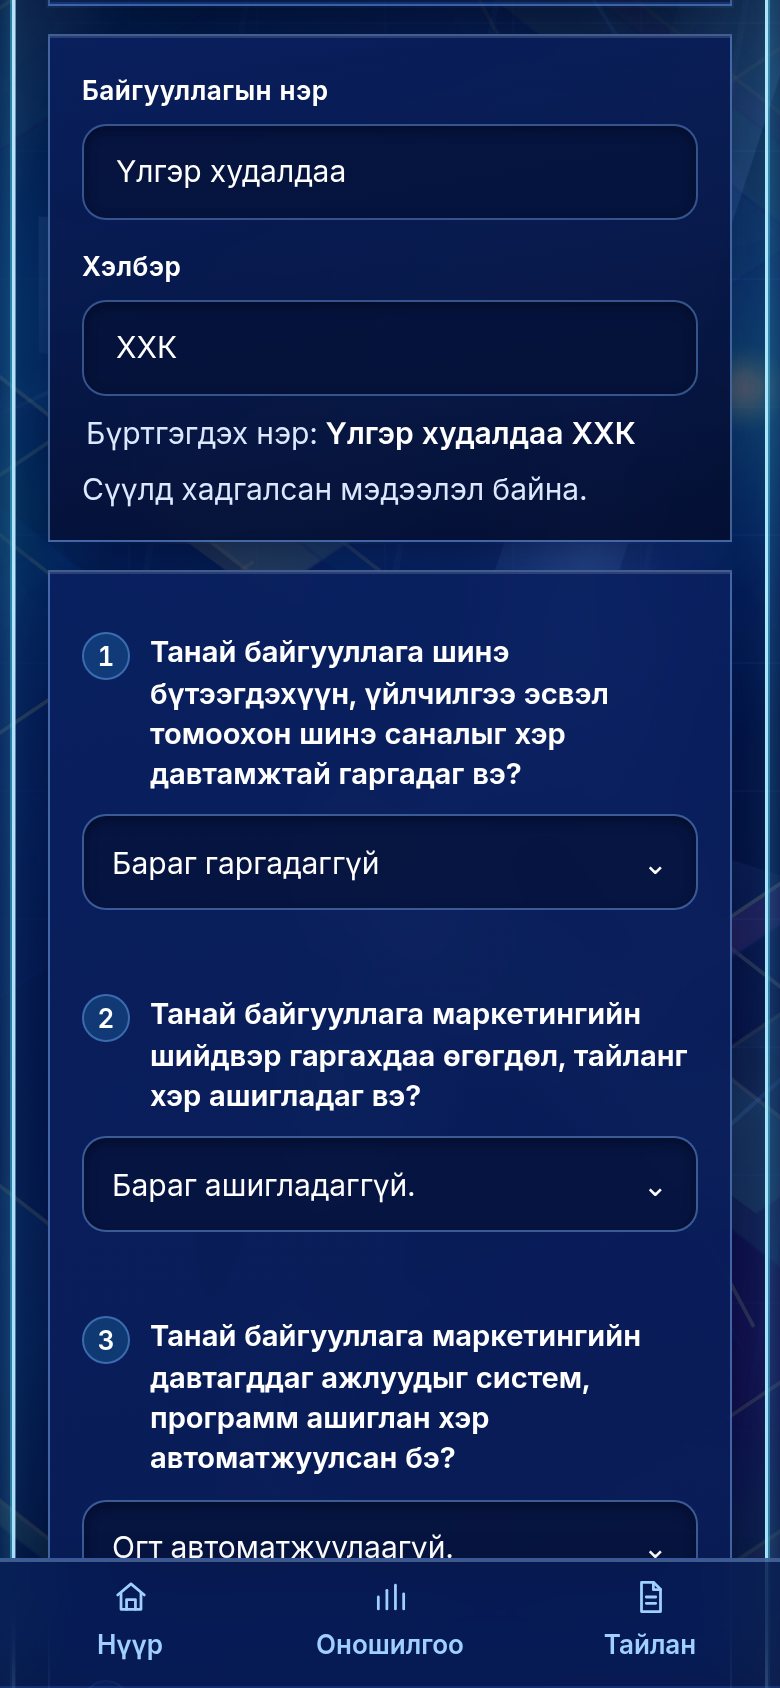 Байгууллагын нэр
Үлгэр худалдаа
Хэлбэр
ХХК
Бүртгэгдэх нэр: Үлгэр худалдаа ХХК
Сүүлд хадгалсан мэдээлэл байна.
1 Танай байгууллага шинэ
бүтээгдэхүүн, үйлчилгээ эсвэл
томоохон шинэ саналыг хэр
давтамжтай гаргадаг вэ?
Бараг гаргадаггүй
2 Танай байгууллага маркетингийн
шийдвэр гаргахдаа өгөгдөл, тайланг
хэр ашигладаг вэ?
Бараг ашигладаггүй.
3 Танай байгууллага маркетингийн
давтагддаг ажлуудыг систем,
программ ашиглан хэр
автоматжуулсан бэ?
Огт автоматжуулаагүй.
Нүүр
Оношилгоо
Тайлан